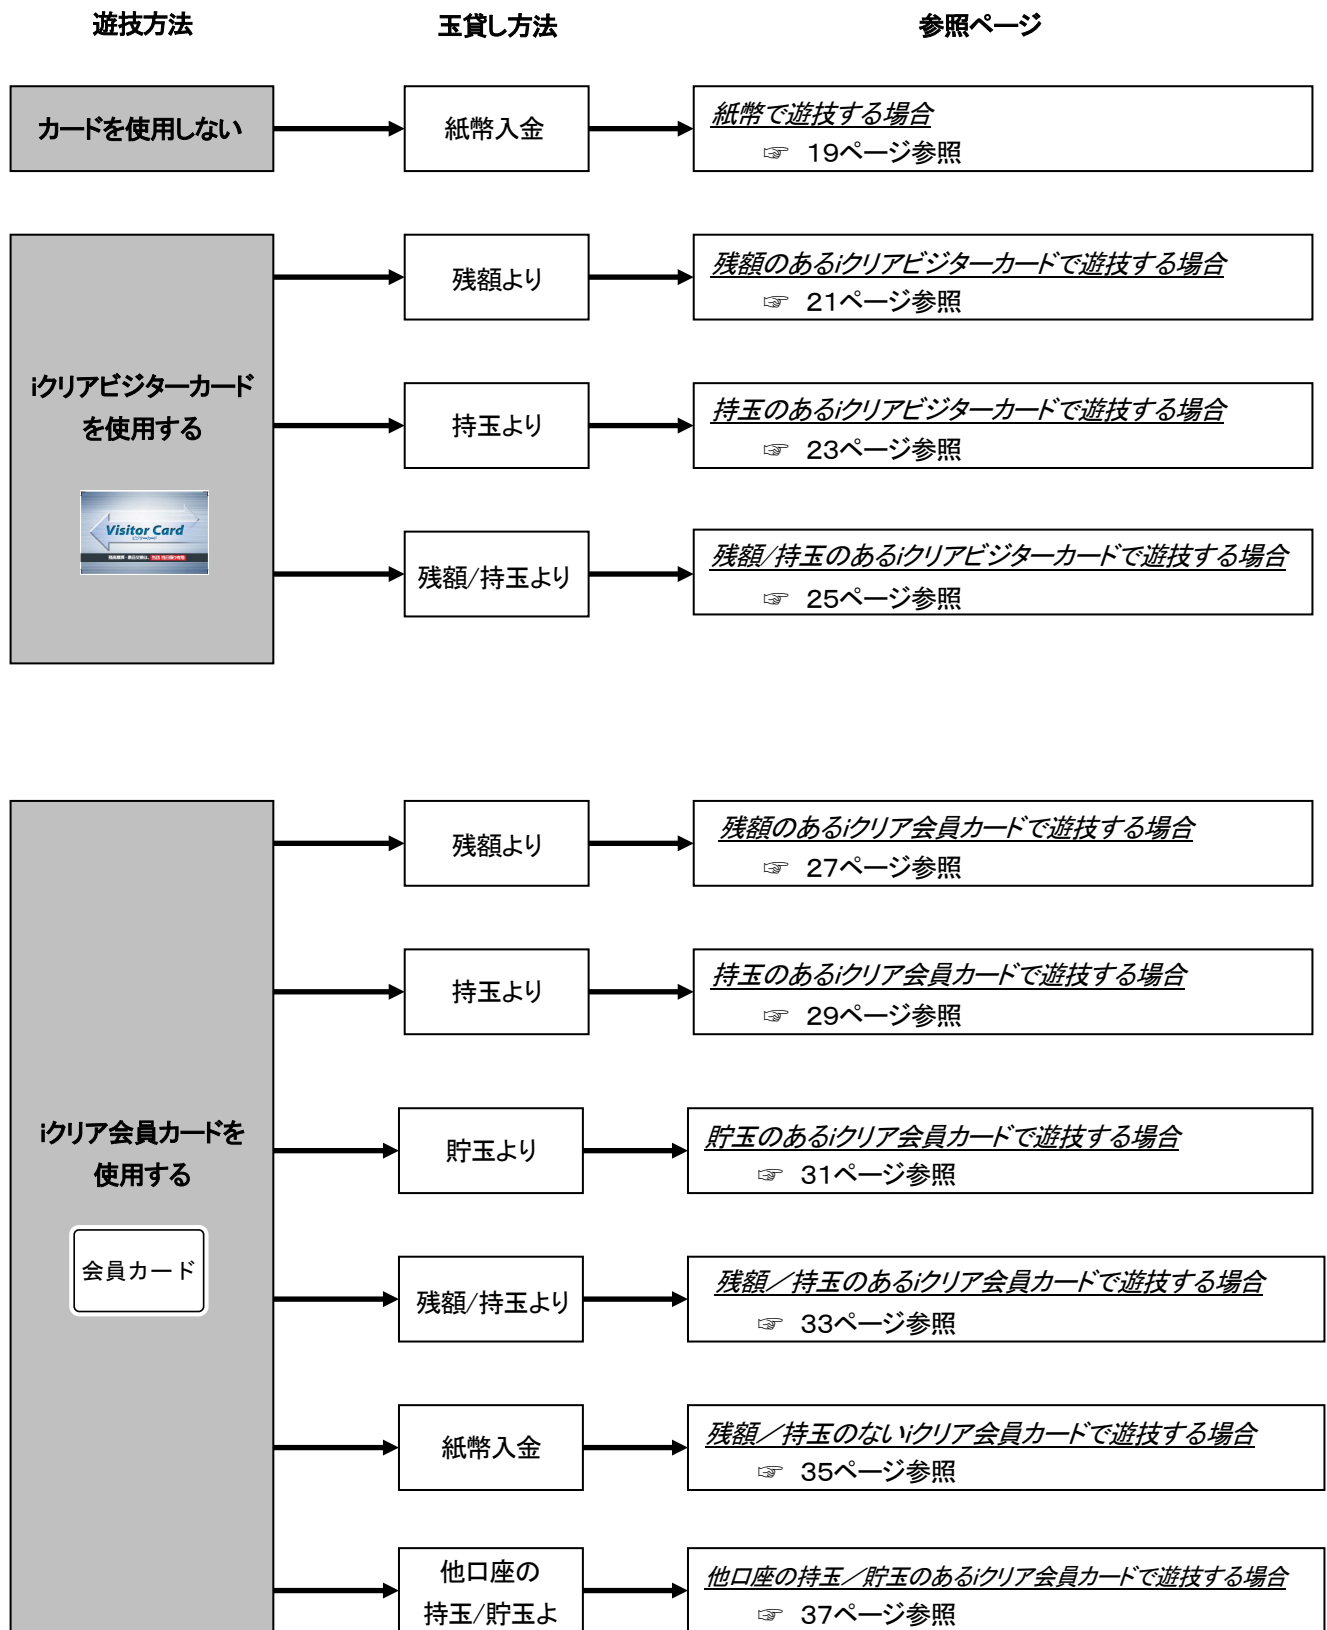 遊技方法 玉貸し方法 参照ページ
カードを使用しない
紙幣入金
紙幣で遊技する場合
☞ 19ページ参照
iクリアビジターカード
を使用する
Visitor Card
ビジターカード
残額より
残額のあるiクリアビジターカードで遊技する場合
☞ 21ページ参照
持玉より
持玉のあるiクリアビジターカードで遊技する場合
☞ 23ページ参照
残額/持玉より
残額/持玉のあるiクリアビジターカードで遊技する場合
☞ 25ページ参照
iクリア会員カードを
使用する
会員カード
残額より
残額のあるiクリア会員カードで遊技する場合
☞ 27ページ参照
持玉より
持玉のあるiクリア会員カードで遊技する場合
☞ 29ページ参照
貯玉より
貯玉のあるiクリア会員カードで遊技する場合
☞ 31ページ参照
残額/持玉より
残額／持玉のあるiクリア会員カードで遊技する場合
☞ 33ページ参照
紙幣入金
残額／持玉のないiクリア会員カードで遊技する場合
☞ 35ページ参照
他口座の
持玉/貯玉よ
他口座の持玉／貯玉のあるiクリア会員カードで遊技する場合
☞ 37ページ参照